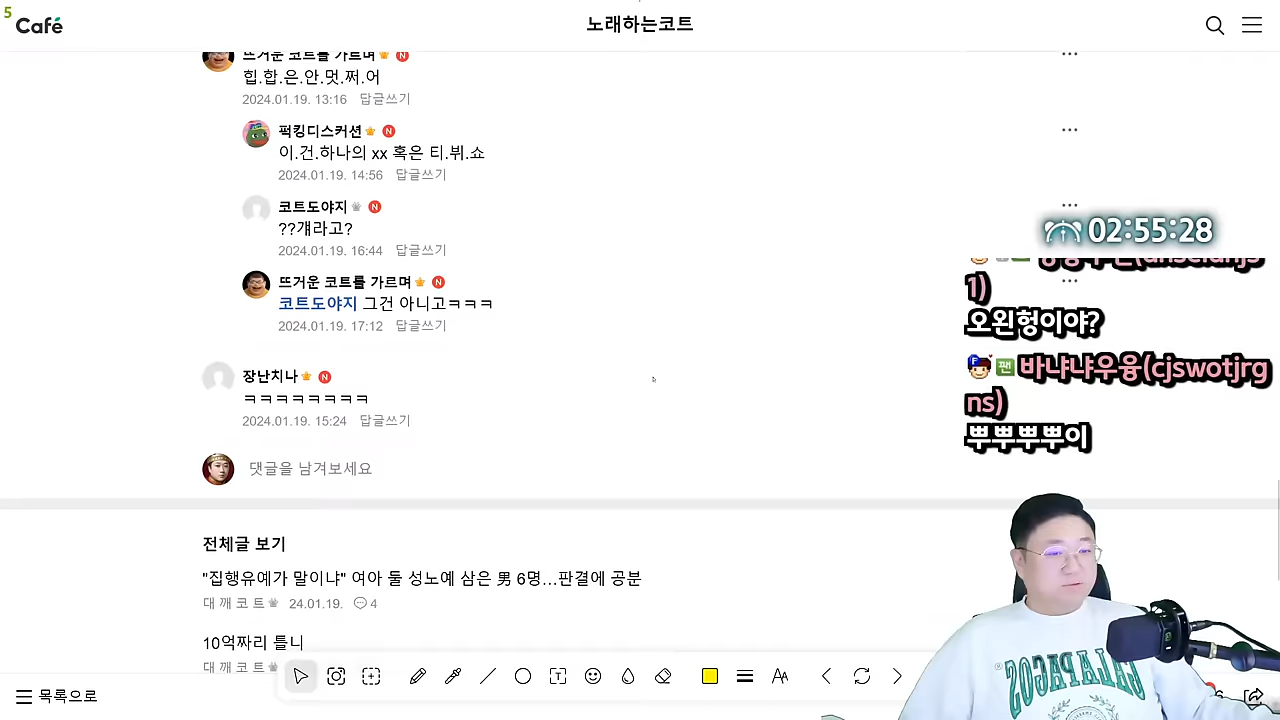 5
Café
노래하는코트
뜨거운 코트를 가르며 N
힙.합.은.안.멋.쩌.어
2024.01.19. 13:16 답글쓰기
퍽킹디스커션 N
이.건.하나의 xx 혹은 티.뷔.쇼
2024.01.19. 14:56 답글쓰기
코트도야지 N
??걔라고?
2024.01.19. 16:44 답글쓰기
02:55:28
뜨거운 코트를 가르며 N
코트도야지 그건 아니고ㅋㅋㅋ
2024.01.19. 17:12 답글쓰기
1)
오왼형이야?
팬 바냐냐우융(cjswotjrg
ns)
뿌뿌뿌뿌이
장난치나 N
ㅋㅋㅋㅋㅋㅋㅋㅋ
2024.01.19. 15:24 답글쓰기
댓글을 남겨보세요
전체글 보기
"집행유예가 말이냐" 여아 둘 성노예 삼은 男 6명...판결에 공분
대 깨 코 트 24.01.19. 4
10억짜리 틀니
대 깨 코 트
목록으로